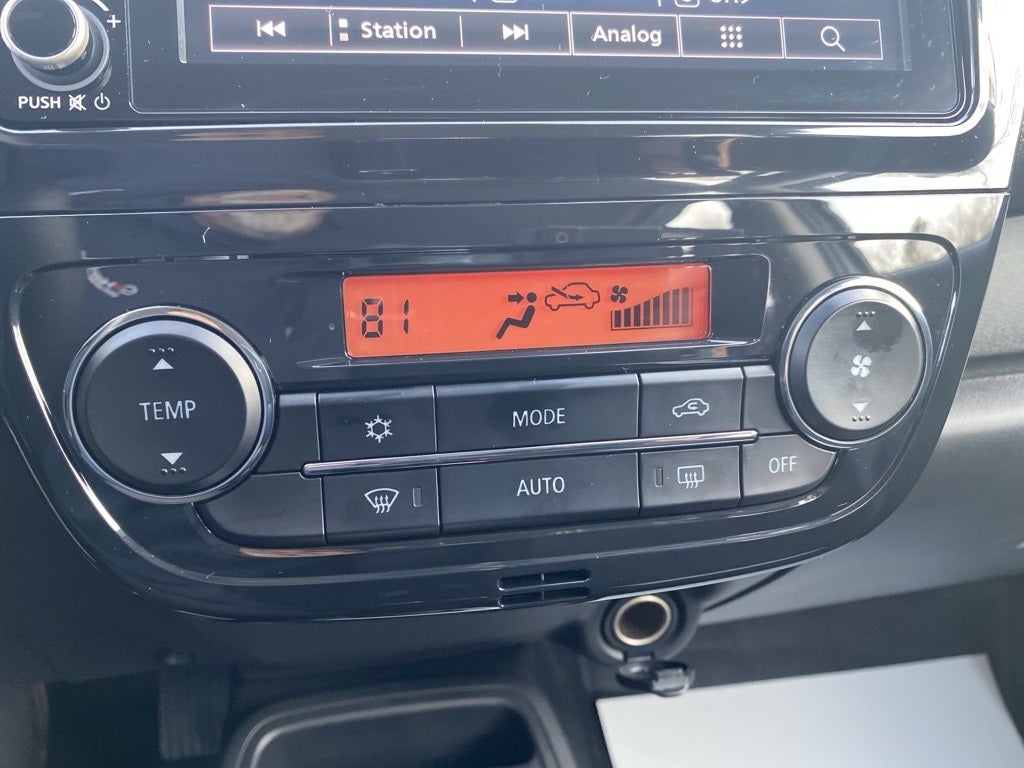 Station
Analog
PUSH
81
TEMP
MODE
AUTO
OFF